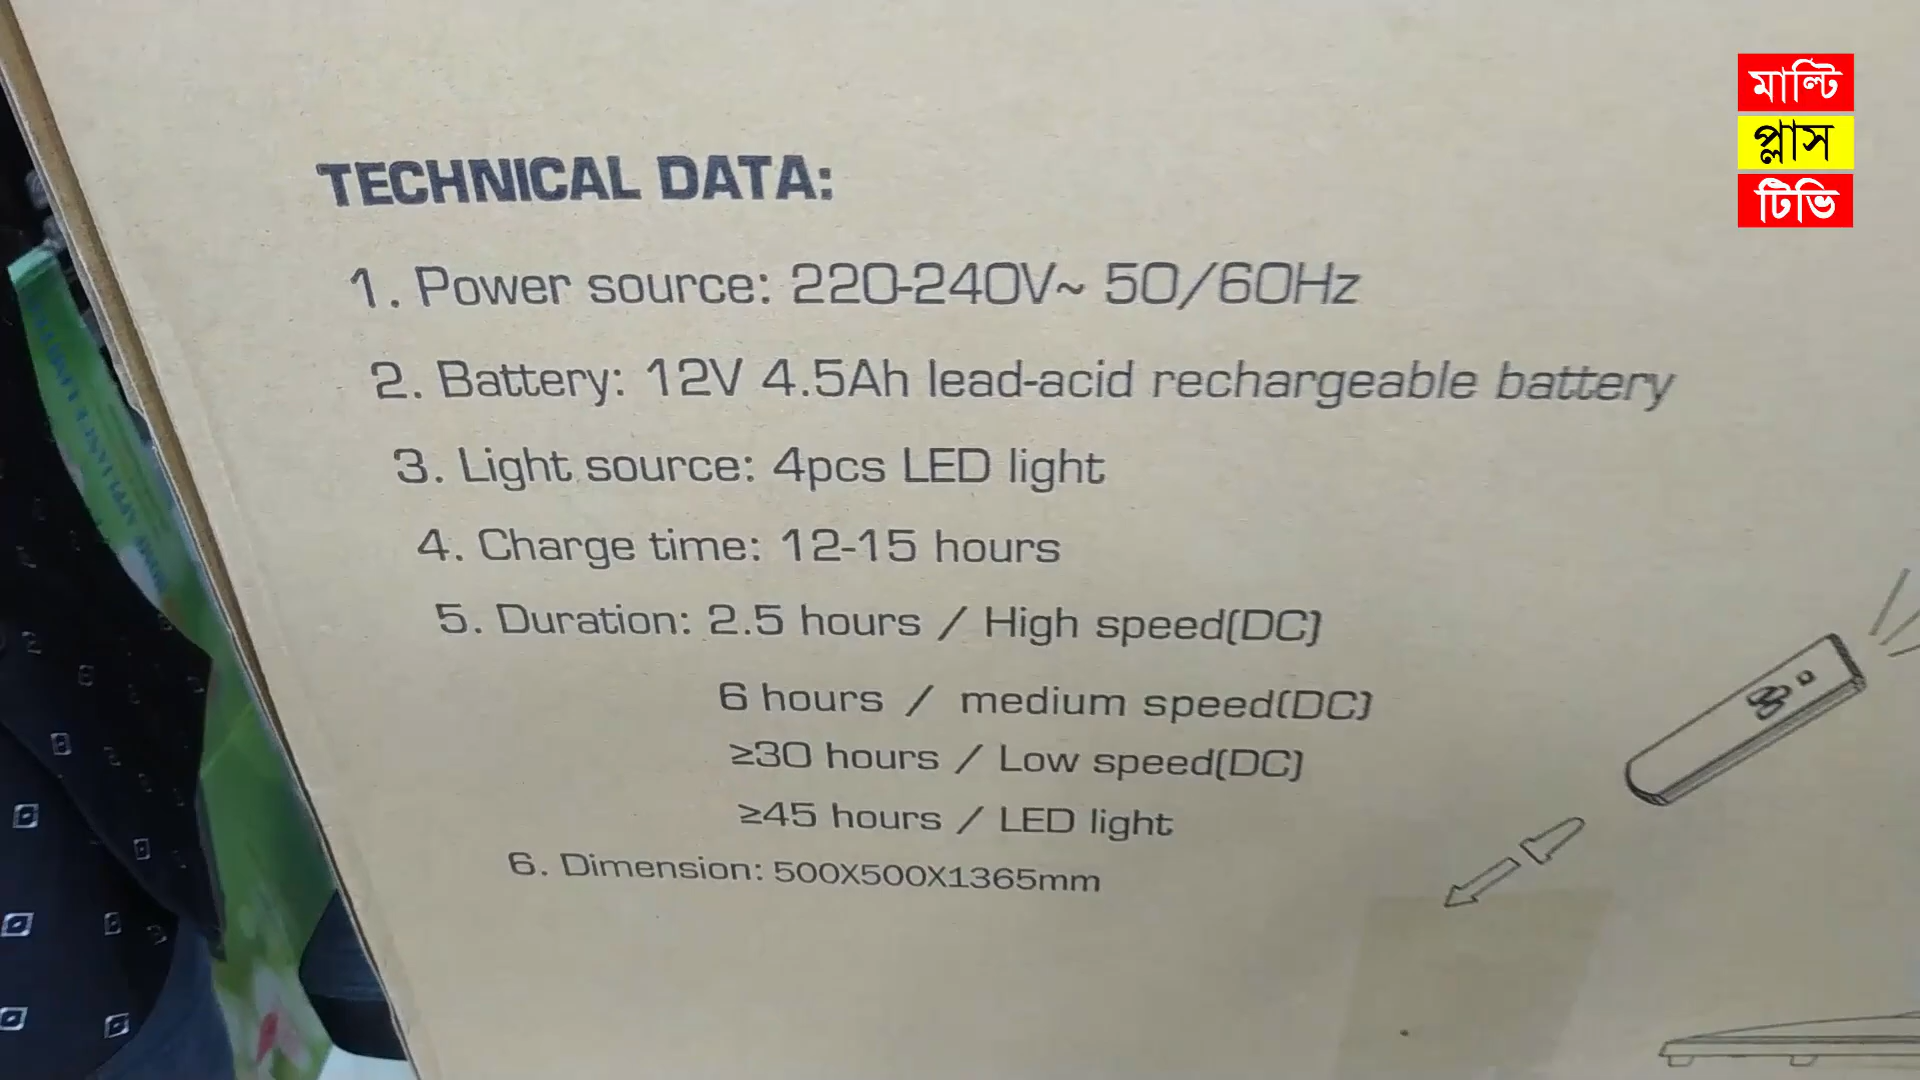 মাল্টি
প্লাস
টিভি
TECHNICAL DATA:
1. Power source: 220-240V~ 50/60Hz
2. Battery: 12V 4.5Ah lead-acid rechargeable battery
3. Light source: 4pcs LED light
4. Charge time: 12-15 hours
5. Duration: 2.5 hours / High speed(DC)
6 hours / medium speed(DC)
≥30 hours / Low speed(DC)
≥45 hours / LED light
6. Dimension: 500X500X1365mm